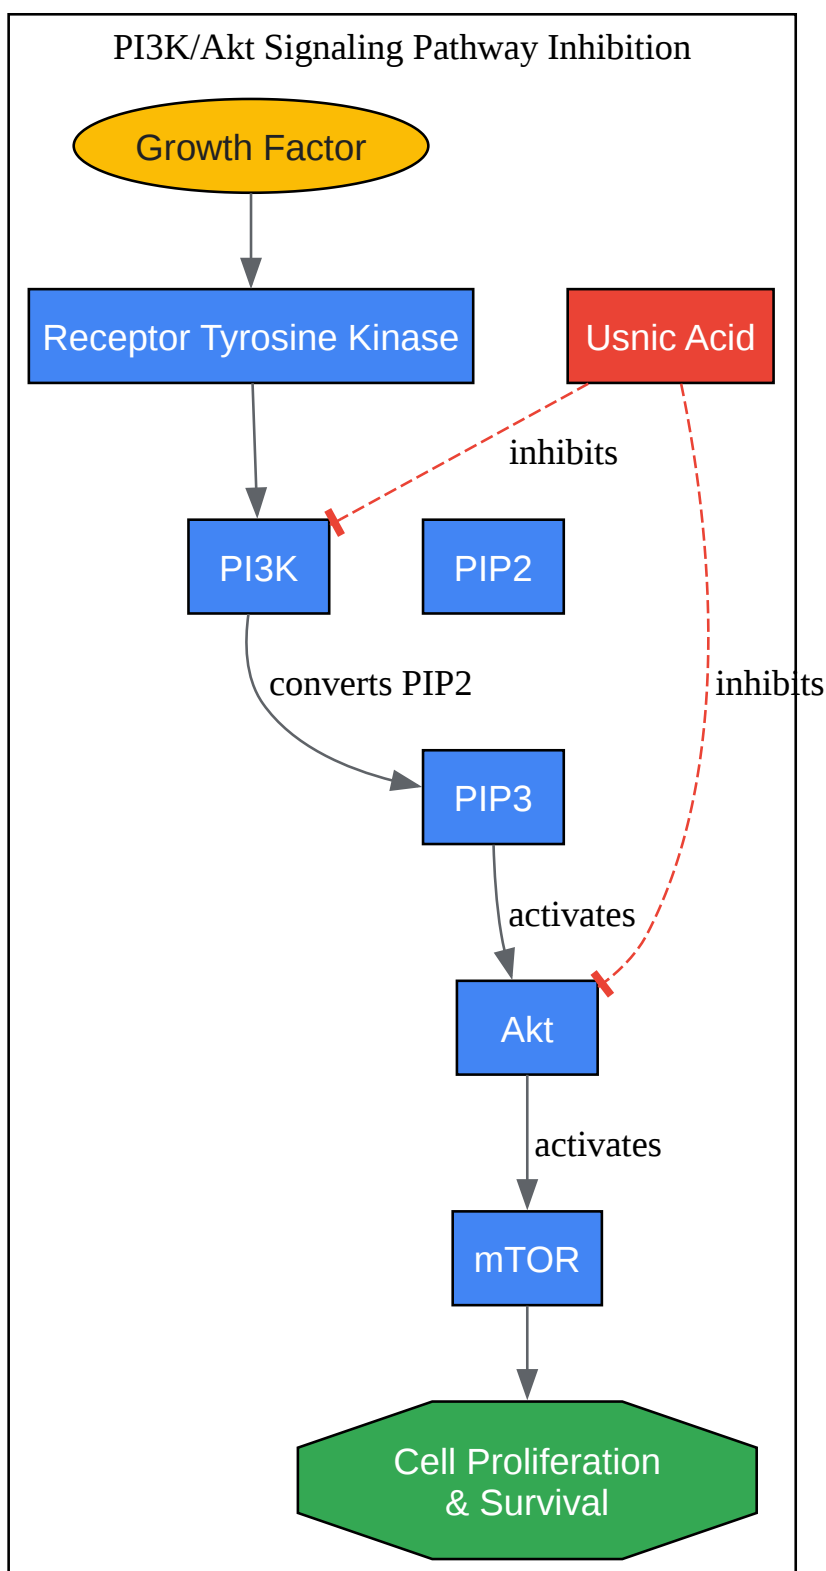 PI3K/Akt Signaling Pathway Inhibition
Growth Factor
Receptor Tyrosine Kinase
Usnic Acid
inhibits
PI3K
PIP2
converts PIP2
inhibits
PIP3
activates
Akt
activates
mTOR
Cell Proliferation
& Survival